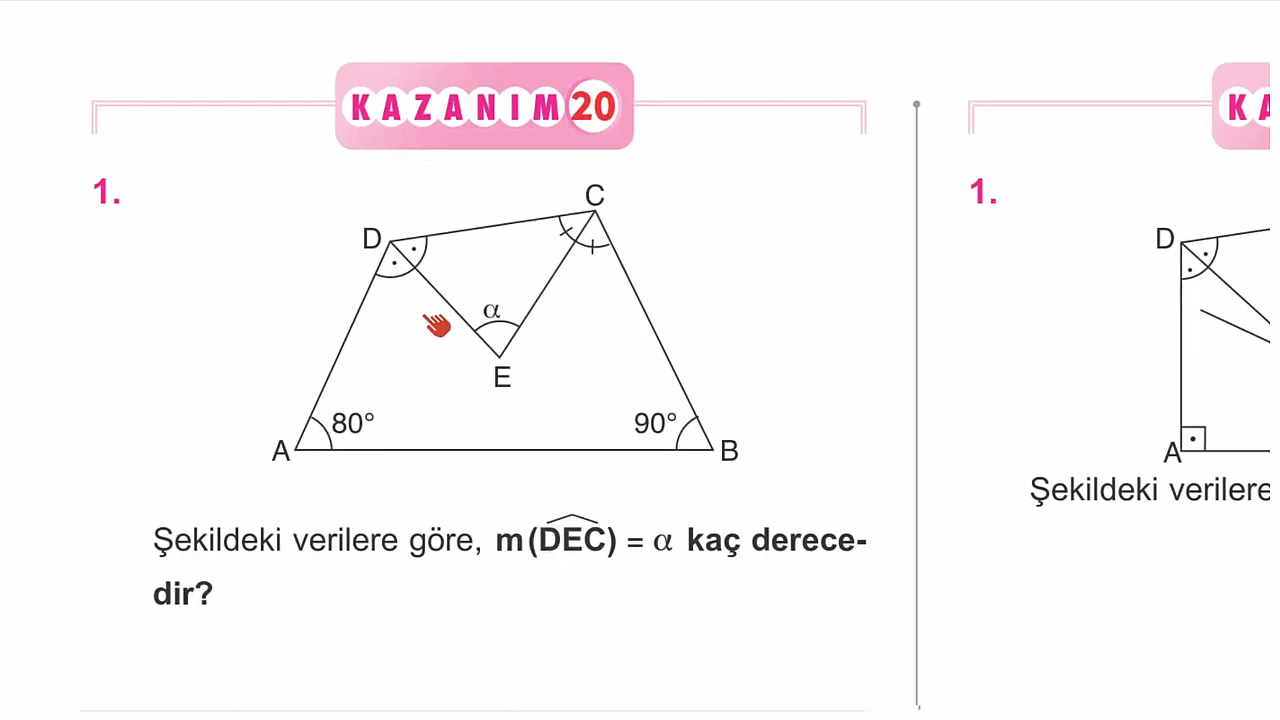 KAZANIM 20
1.
C
D
α
E
80°
90°
A
B
Şekildeki verilere göre, m(DEC) = α kaç derece-
dir?
KA
1.
D
A
Şekildeki verilere